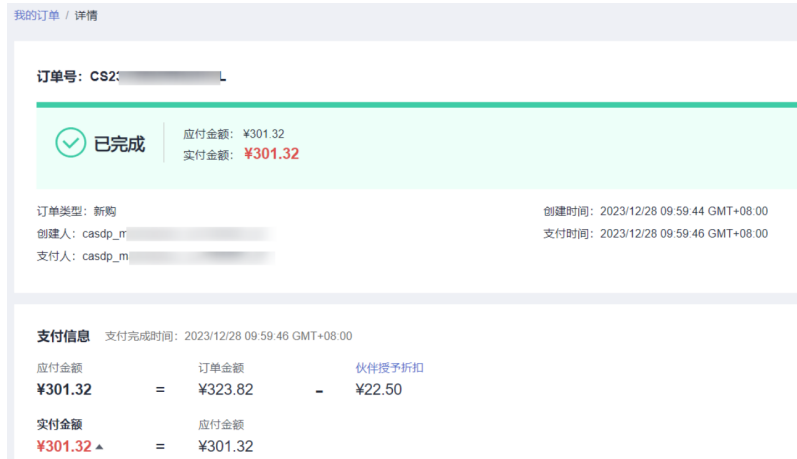 我的订单 / 详情
订单号：CS23
已完成
应付金额： ¥301.32
实付金额： ¥301.32
订单类型：新购
创建时间：2023/12/28 09:59:44 GMT+08:00
创建人：casdp_m
支付时间：2023/12/28 09:59:46 GMT+08:00
支付人：casdp_m
支付信息 支付完成时间：2023/12/28 09:59:46 GMT+08:00
应付金额 订单金额 伙伴授予折扣
¥301.32 = ¥323.82 - ¥22.50
实付金额 应付金额
¥301.32 = ¥301.32